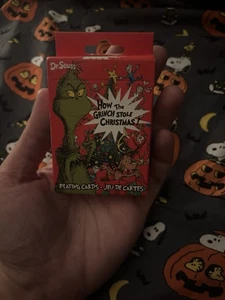 Dr. Seuss
HOW THE
GRINCH STOLE
CHRISTMAS!
PLAYING CARDS • JEU DE CARTES